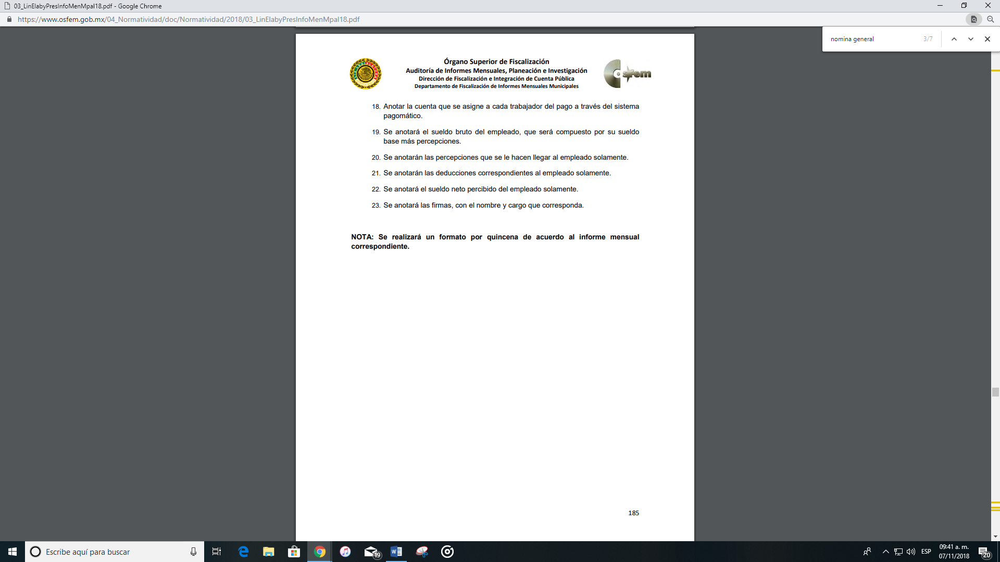 03_LinElabyPresInfoMenMpal18.pdf - Google Chrome
https://www.osfem.gob.mx/04_Normatividad/doc/Normatividad/2018/03_LinElabyPresInfoMenMpal18.pdf
nomina general 3/7
Órgano Superior de Fiscalización
Auditoría de Informes Mensuales, Planeación e Investigación
Dirección de Fiscalización e Integración de Cuenta Pública
Departamento de Fiscalización de Informes Mensuales Municipales
osfem
18. Anotar la cuenta que se asigne a cada trabajador del pago a través del sistema
pagomático.
19. Se anotará el sueldo bruto del empleado, que será compuesto por su sueldo
base más percepciones.
20. Se anotarán las percepciones que se le hacen llegar al empleado solamente.
21. Se anotarán las deducciones correspondientes al empleado solamente.
22. Se anotará el sueldo neto percibido del empleado solamente.
23. Se anotará las firmas, con el nombre y cargo que corresponda.
NOTA: Se realizará un formato por quincena de acuerdo al informe mensual
correspondiente.
185
Escribe aquí para buscar
19
ESP
09:41 a. m.
07/11/2018
20